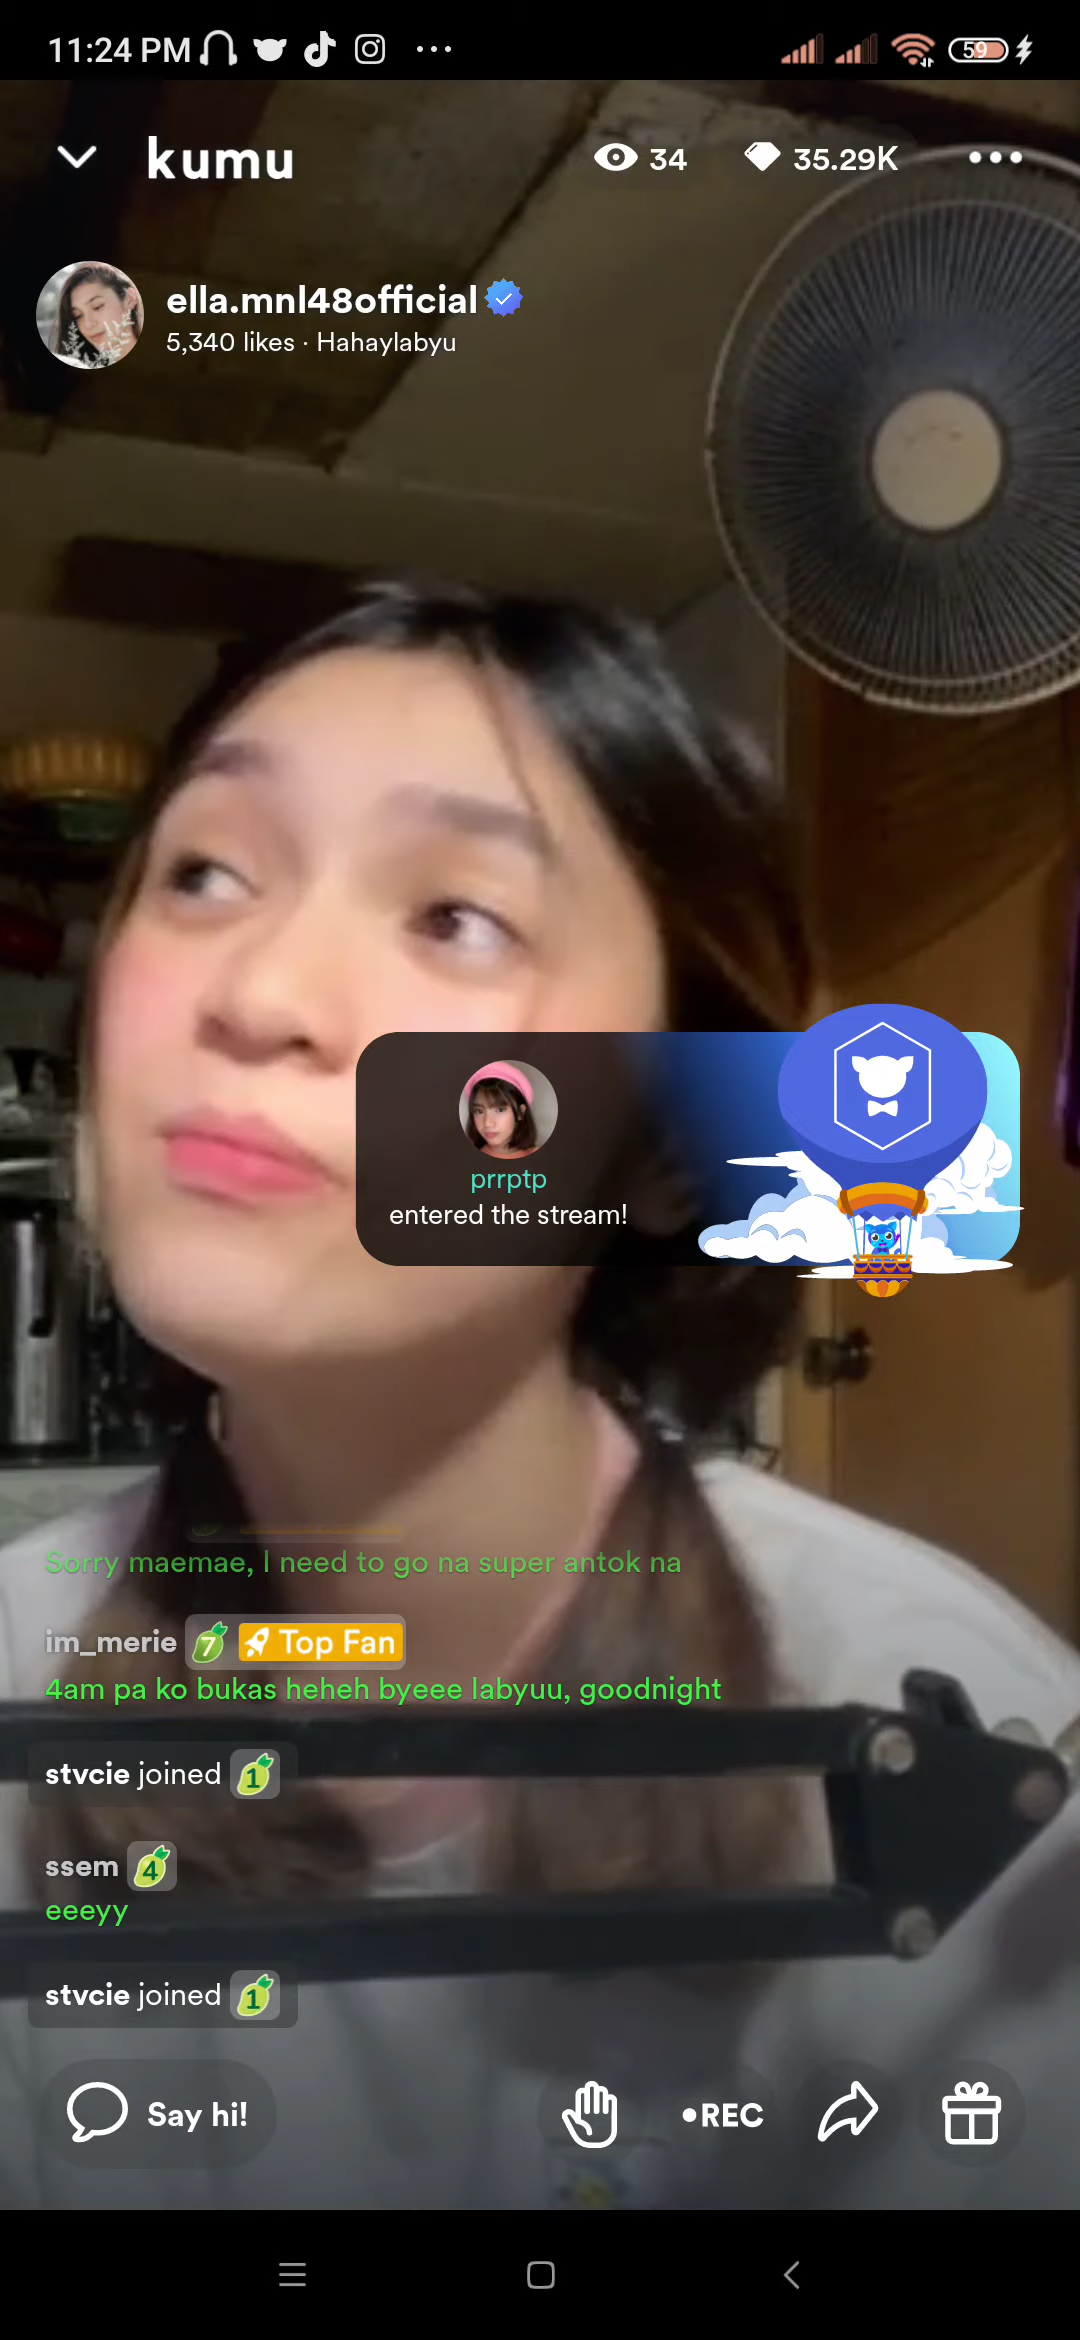 11:24 PM
59
kumu
34
35.29K
ella.mnl48official
5,340 likes · Hahaylabyu
prrptp
entered the stream!
Sorry maemae, I need to go na super antok na
im_merie 7 Top Fan
4am pa ko bukas heheh byeee labyuu, goodnight
stvcie joined 1
ssem 4
eeeyy
stvcie joined 1
Say hi!
•REC